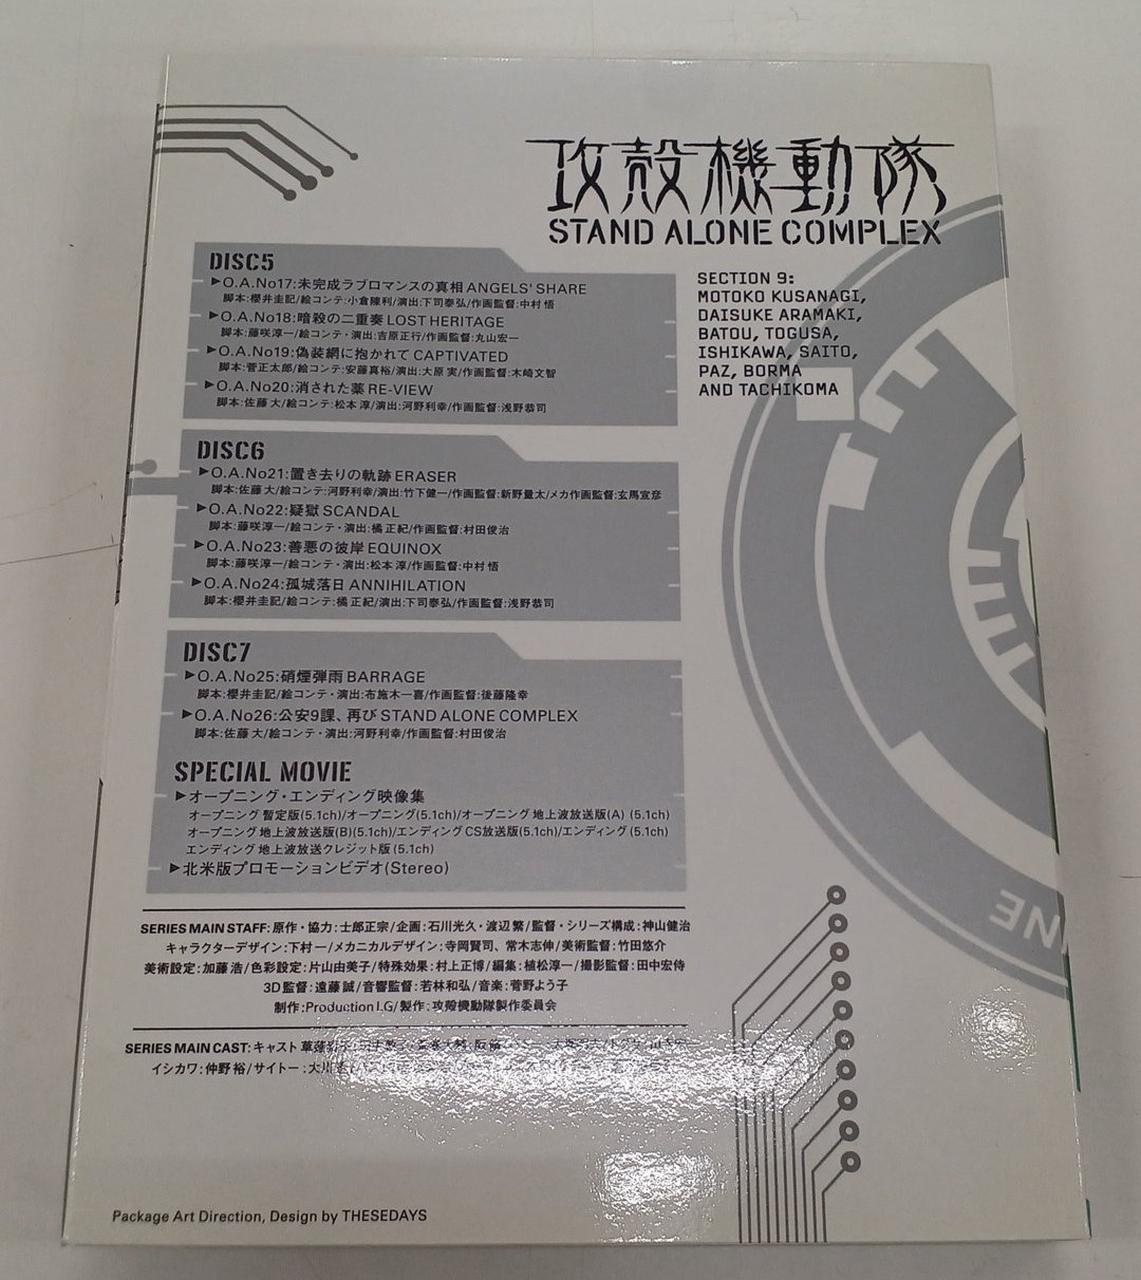 攻殻機動隊
STAND ALONE COMPLEX
SECTION 9:
MOTOKO KUSANAGI,
DAISUKE ARAMAKI,
BATOU, TOGUSA,
ISHIKAWA, SAITO,
PAZ, BORMA
AND TACHIKOMA
DISC5
▶O.A.No17:未完成ラブロマンスの真相 ANGELS' SHARE
脚本:櫻井圭記/絵コンテ:小倉陳利/演出:下司泰弘/作画監督:中村 悟
▶O.A.No18:暗殺の二重奏 LOST HERITAGE
脚本:藤咲淳一/絵コンテ・演出:吉原正行/作画監督:丸山宏一
▶O.A.No19:偽装網に抱かれて CAPTIVATED
脚本:菅正太郎/絵コンテ:安藤真裕/演出:大原 実/作画監督:木崎文智
▶O.A.No20:消された薬 RE-VIEW
脚本:佐藤 大/絵コンテ:松本 淳/演出:河野利幸/作画監督:浅野恭司
DISC6
▶O.A.No21:置き去りの軌跡 ERASER
脚本:佐藤 大/絵コンテ:河野利幸/演出:竹下健一/作画監督:新野量太/メカ作画監督:玄馬宣彦
▶O.A.No22:疑獄 SCANDAL
脚本:藤咲淳一/絵コンテ・演出:橘 正紀/作画監督:村田俊治
▶O.A.No23:善悪の彼岸 EQUINOX
脚本:藤咲淳一/絵コンテ・演出:松本 淳/作画監督:中村 悟
▶O.A.No24:孤城落日 ANNIHILATION
脚本:櫻井圭記/絵コンテ:橘 正紀/演出:下司泰弘/作画監督:浅野恭司
DISC7
▶O.A.No25:硝煙弾雨 BARRAGE
脚本:櫻井圭記/絵コンテ・演出:布施木一喜/作画監督:後藤隆幸
▶O.A.No26:公安9課、再び STAND ALONE COMPLEX
脚本:佐藤 大/絵コンテ・演出:河野利幸/作画監督:村田俊治
SPECIAL MOVIE
▶オープニング・エンディング映像集
オープニング 暫定版(5.1ch)/オープニング(5.1ch)/オープニング 地上波放送版(A) (5.1ch)
オープニング 地上波放送版(B)(5.1ch)/エンディング CS放送版(5.1ch)/エンディング (5.1ch)
エンディング 地上波放送クレジット版 (5.1ch)
▶北米版プロモーションビデオ(Stereo)
SERIES MAIN STAFF:原作・協力:士郎正宗/企画:石川光久・渡辺 繁/監督・シリーズ構成:神山健治
キャラクターデザイン:下村 一/メカニカルデザイン:寺岡賢司、常木志伸/美術監督:竹田悠介
美術設定:加藤 浩/色彩設定:片山由美子/特殊効果:村上正博/編集:植松淳一/撮影監督:田中宏侍
3D監督:遠藤 誠/音響監督:若林和弘/音楽:菅野よう子
制作:Production I.G/製作:攻殻機動隊製作委員会
SERIES MAIN CAST:キャスト 草薙
イシカワ:仲野 裕/サイトー:大川
Package Art Direction, Design by THESEDAYS